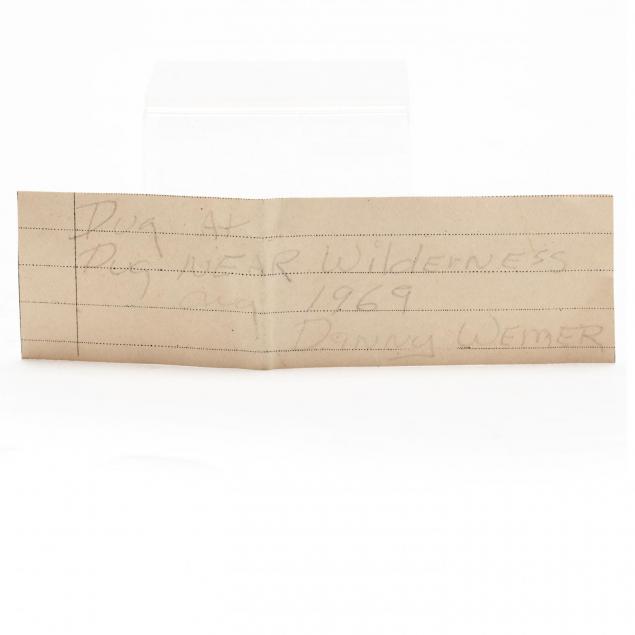 Dug At
Dug NEAR Wilderness
Aug 1969
Danny WEimER